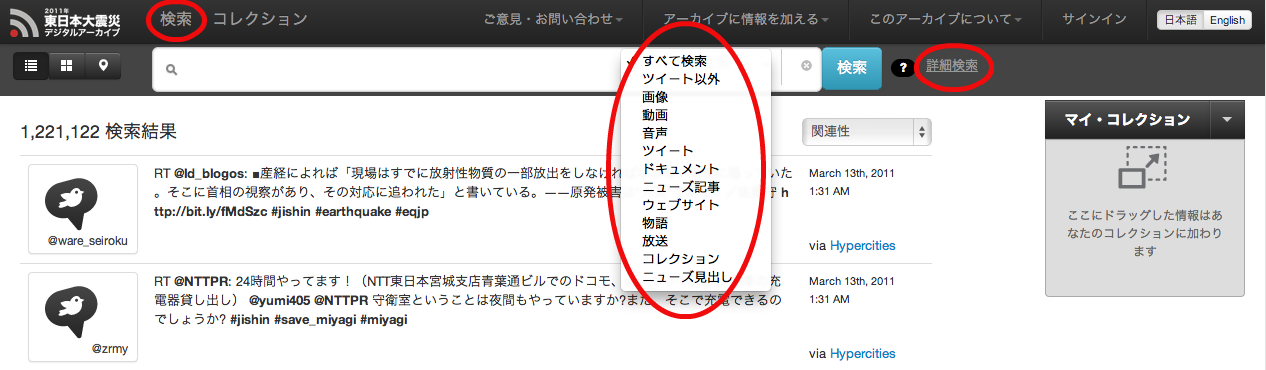 2011年
東日本大震災
デジタルアーカイブ
検索 コレクション ご意見・お問い合わせ アーカイブに情報を加える このアーカイブについて サインイン 日本語 English
検索 ? 詳細検索
すべて検索
ツイート以外
画像
動画
音声
ツイート
ドキュメント
ニューズ記事
ウェブサイト
物語
放送
コレクション
ニューズ見出し
1,221,122 検索結果
関連性
マイ・コレクション
ここにドラッグした情報はあ
なたのコレクションに加わり
ます
RT @ld_blogos: ■産経によれば「現場はすでに放射性物質の一部放出をしなければ いた
。そこに首相の視察があり、その対応に追われた」と書いている。——原発被害 守 h
ttp://bit.ly/fMdSzc #jishin #earthquake #eqjp
@ware_seiroku
March 13th, 2011
1:31 AM
via Hypercities
RT @NTTPR: 24時間やってます！（NTT東日本宮城支店青葉通ビルでのドコモ、 充
電器貸し出し） @yumi405 @NTTPR 守衛室ということは夜間もやっていますか?また、そこで充電できるの
でしょうか? #jishin #save_miyagi #miyagi
@zrmy
March 13th, 2011
1:31 AM
via Hypercities